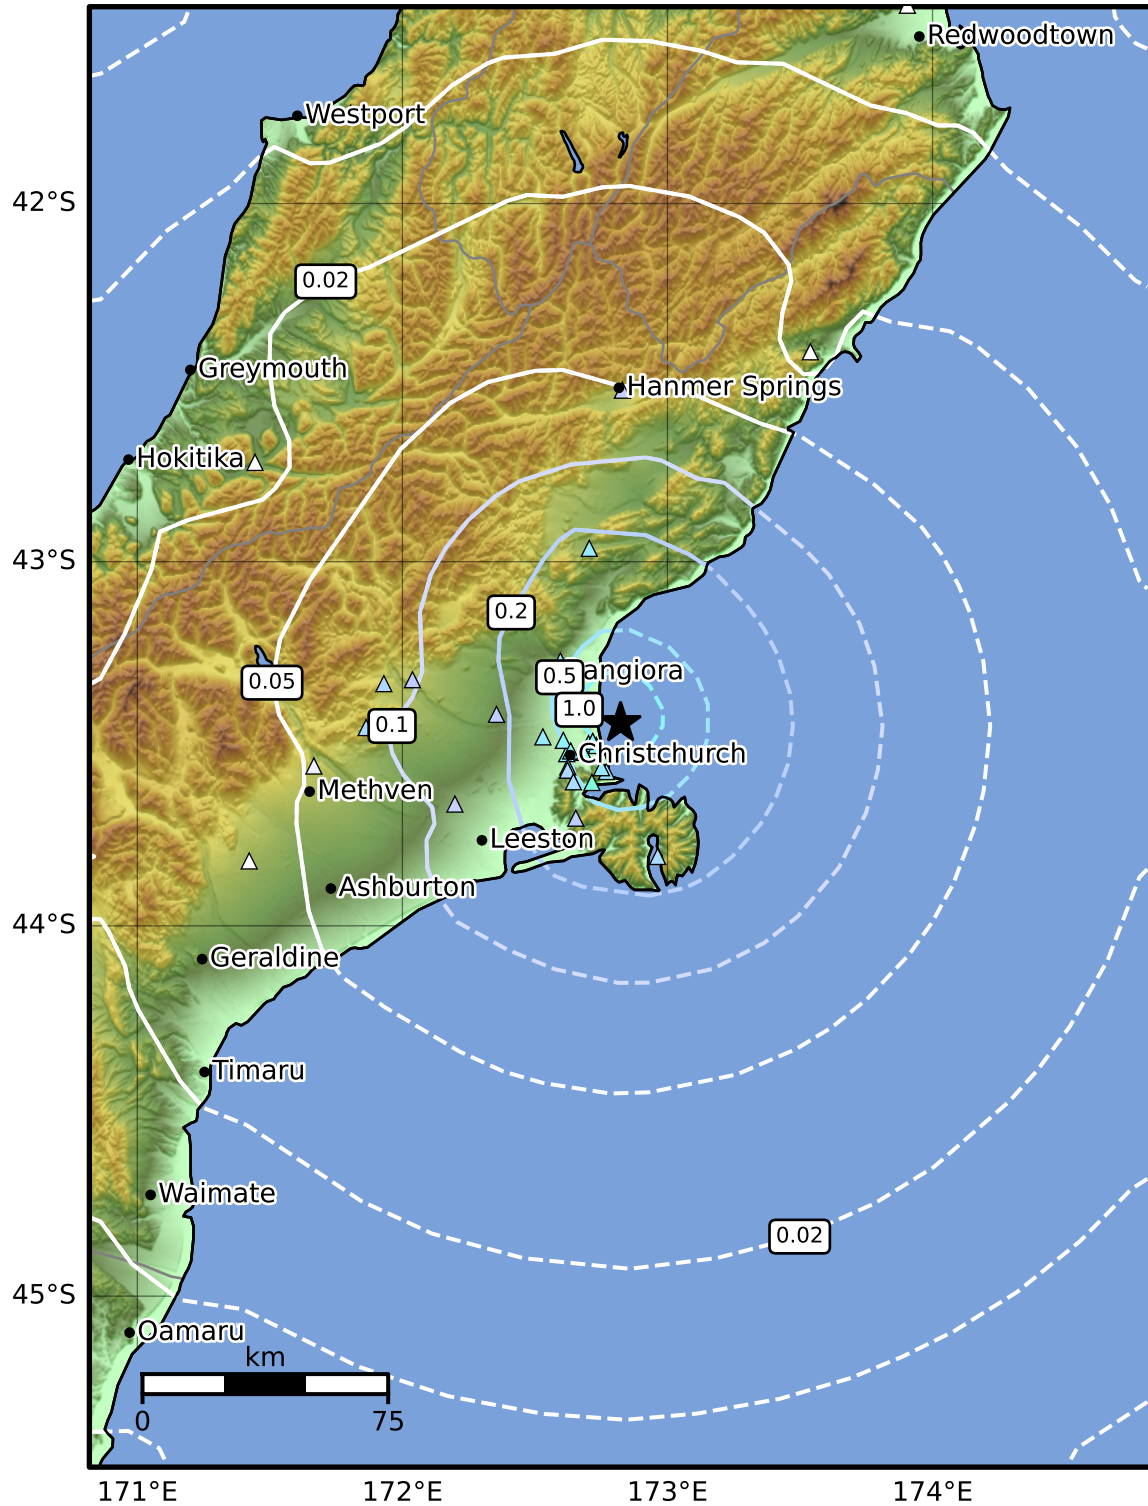 Redwoodtown
Westport
42°S
0.02
Greymouth
Hanmer Springs
Hokitika
43°S
0.2
angiora
0.5
0.05
1.0
0.1
Christchurch
Methven
Leeston
Ashburton
44°S
Geraldine
Timaru
Waimate
0.02
45°S
Oamaru
km
0
75
171°E
172°E
173°E
174°E